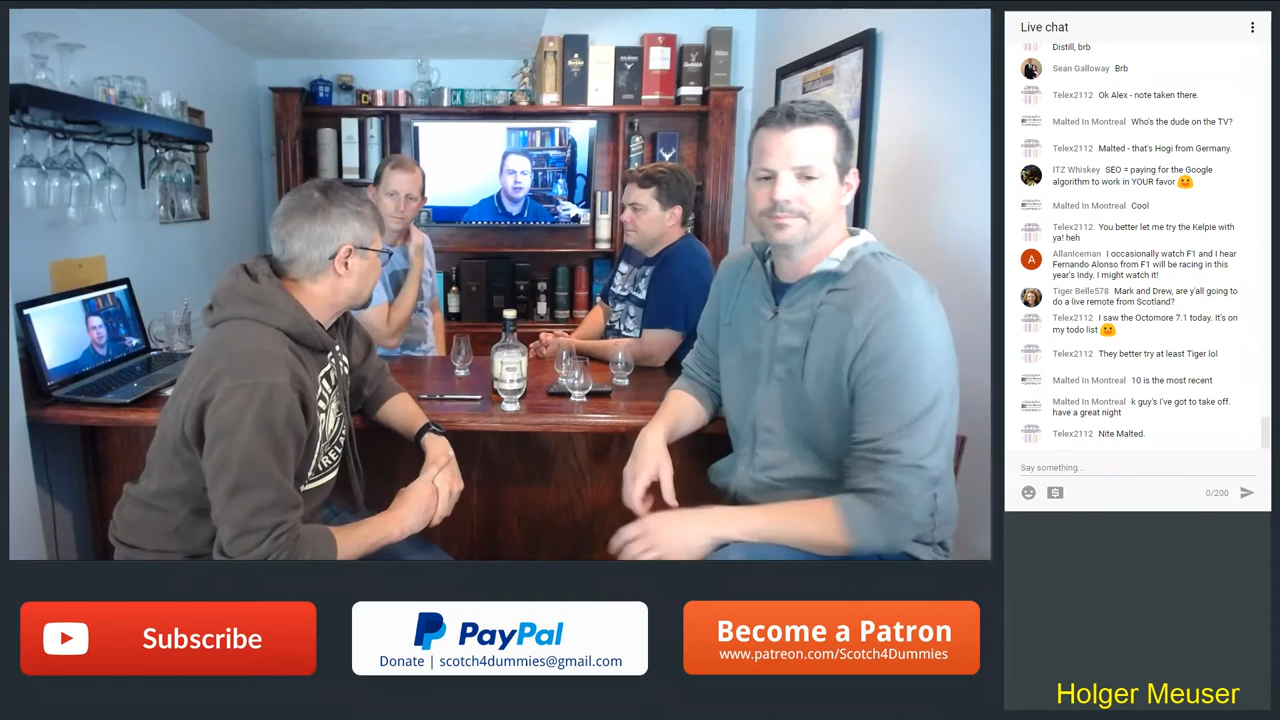 CK SOME
IREL
Subscribe
PayPal
Donate | scotch4dummies@gmail.com
Become a Patron
www.patreon.com/Scotch4Dummies
Live chat
Distill, brb
Sean Galloway Brb
Telex2112 Ok Alex - note taken there.
Malted In Montreal Who's the dude on the TV?
Telex2112 Malted - that's Hogi from Germany.
ITZ Whiskey SEO = paying for the Google
algorithm to work in YOUR favor
Malted In Montreal Cool
Telex2112 You better let me try the Kelpie with
ya! heh
A
AllanIceman I occasionally watch F1 and I hear
Fernando Alonso from F1 will be racing in this
year's Indy. I might watch it!
Tiger Belle578 Mark and Drew, are y'all going to
do a live remote from Scotland?
Telex2112 I saw the Octomore 7.1 today. It's on
my todo list
Telex2112 They better try at least Tiger lol
Malted In Montreal 10 is the most recent
Malted In Montreal k guy's I've got to take off.
have a great night
Telex2112 Nite Malted.
Say something...
0/200
Holger Meuser